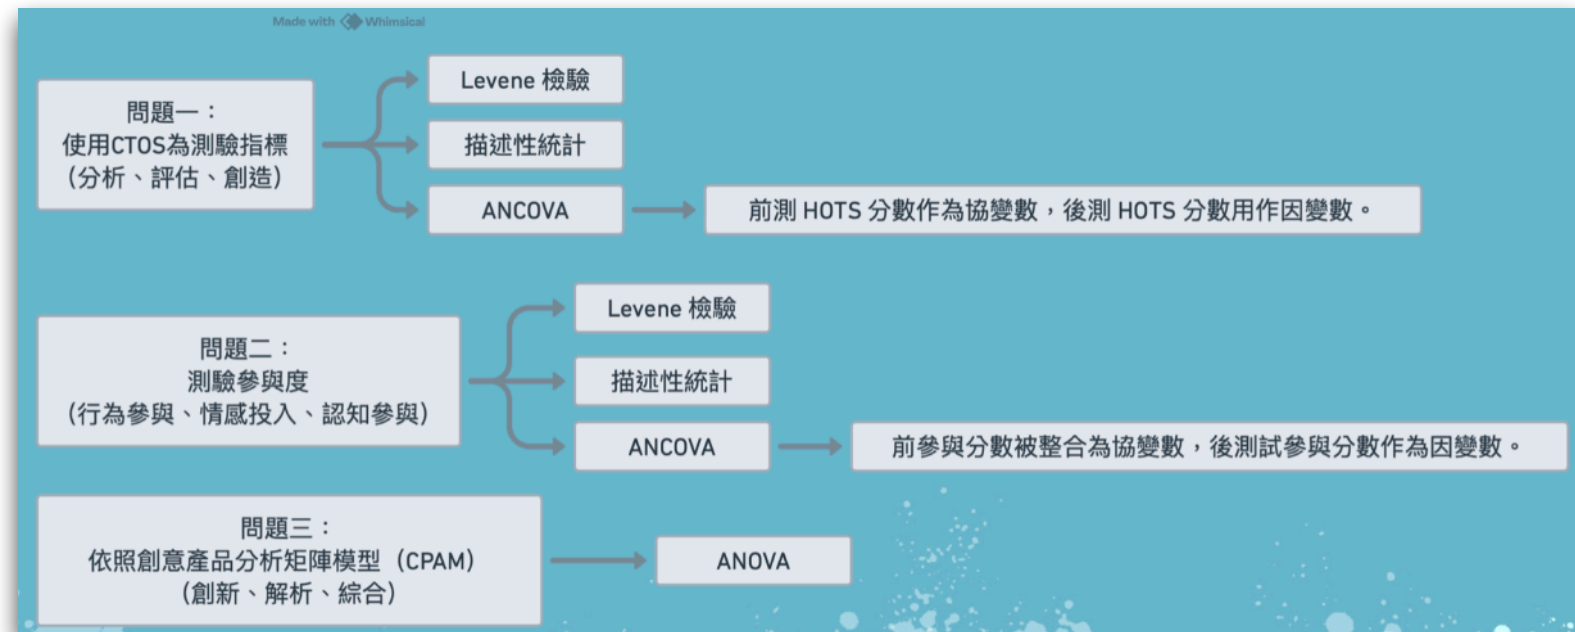 Made with Whimsical
問題一：
使用CTOS為測驗指標
（分析、評估、創造）
Levene 檢驗
描述性統計
ANCOVA
前測 HOTS 分數作為協變數，後測 HOTS 分數用作因變數。
問題二：
測驗參與度
（行為參與、情感投入、認知參與）
Levene 檢驗
描述性統計
ANCOVA
前參與分數被整合為協變數，後測試參與分數作為因變數。
問題三：
依照創意產品分析矩陣模型（CPAM）
（創新、解析、綜合）
ANOVA